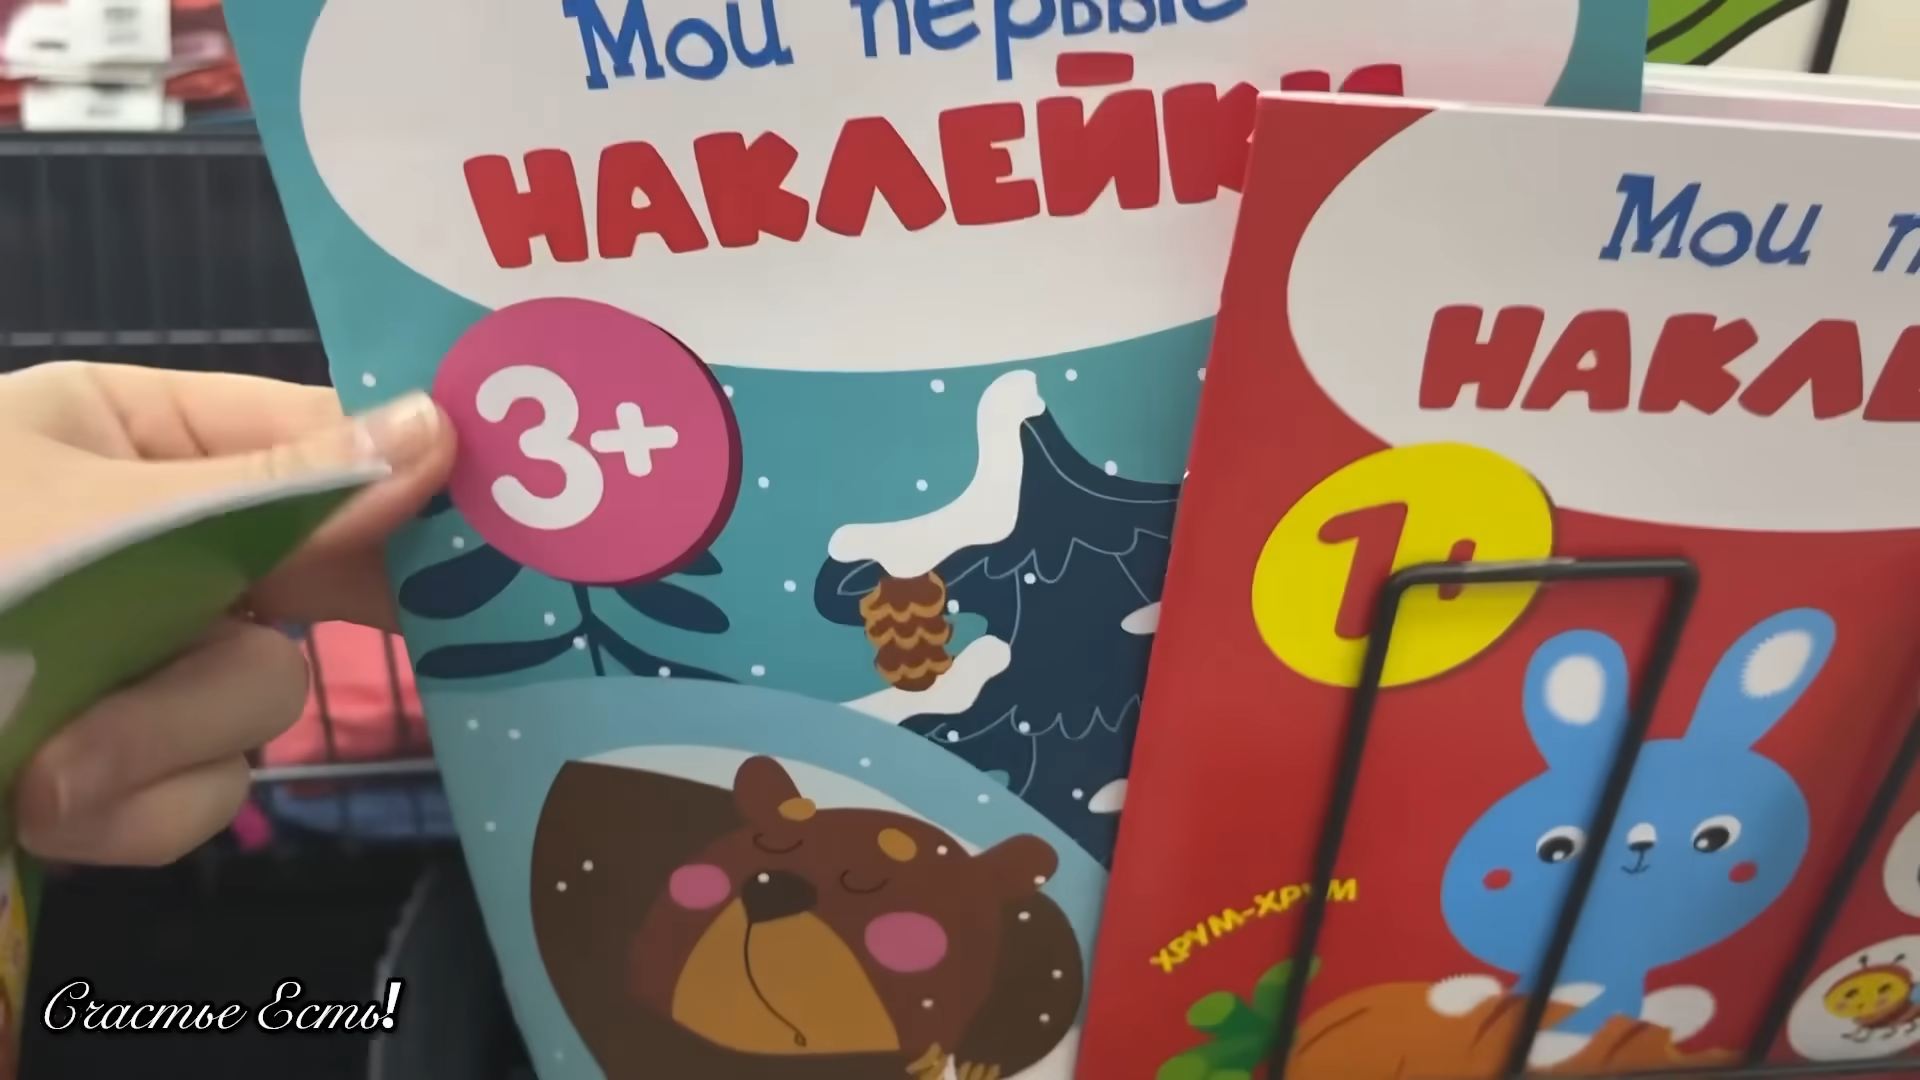 Мои первые
НАКЛЕЙКИ
3+
Мои
1+
ХРУМ-ХРУМ
Счастье Есть!